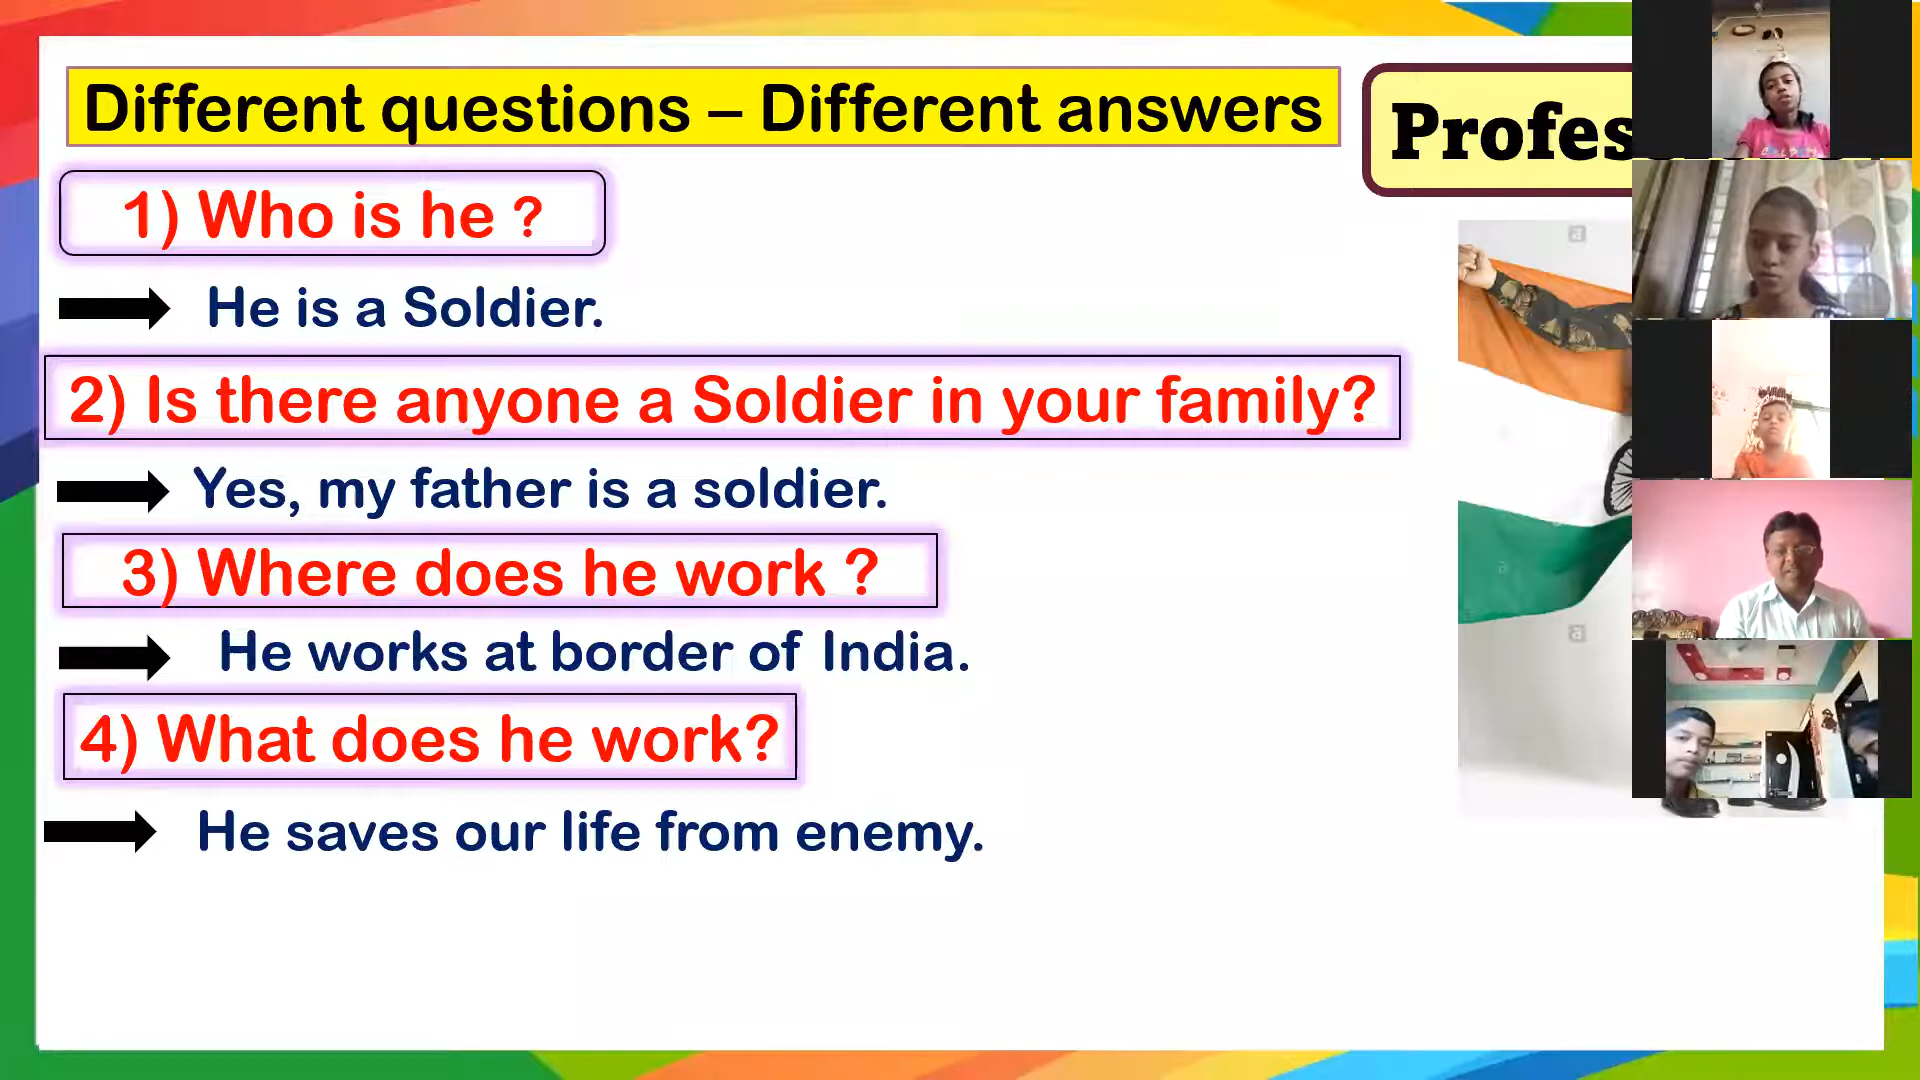 Different questions – Different answers
Profes
1) Who is he ?
He is a Soldier.
2) Is there anyone a Soldier in your family?
Yes, my father is a soldier.
3) Where does he work ?
He works at border of India.
4) What does he work?
He saves our life from enemy.
a
a
a